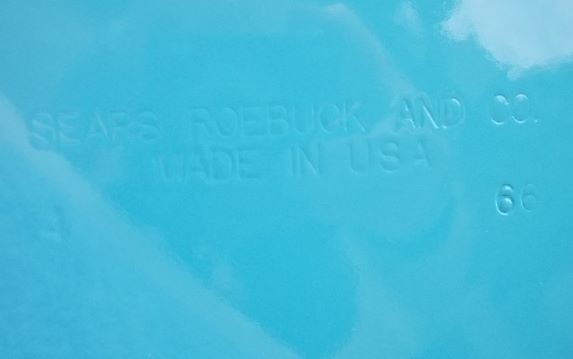 SEARS ROEBUCK AND CO.
MADE IN USA
66